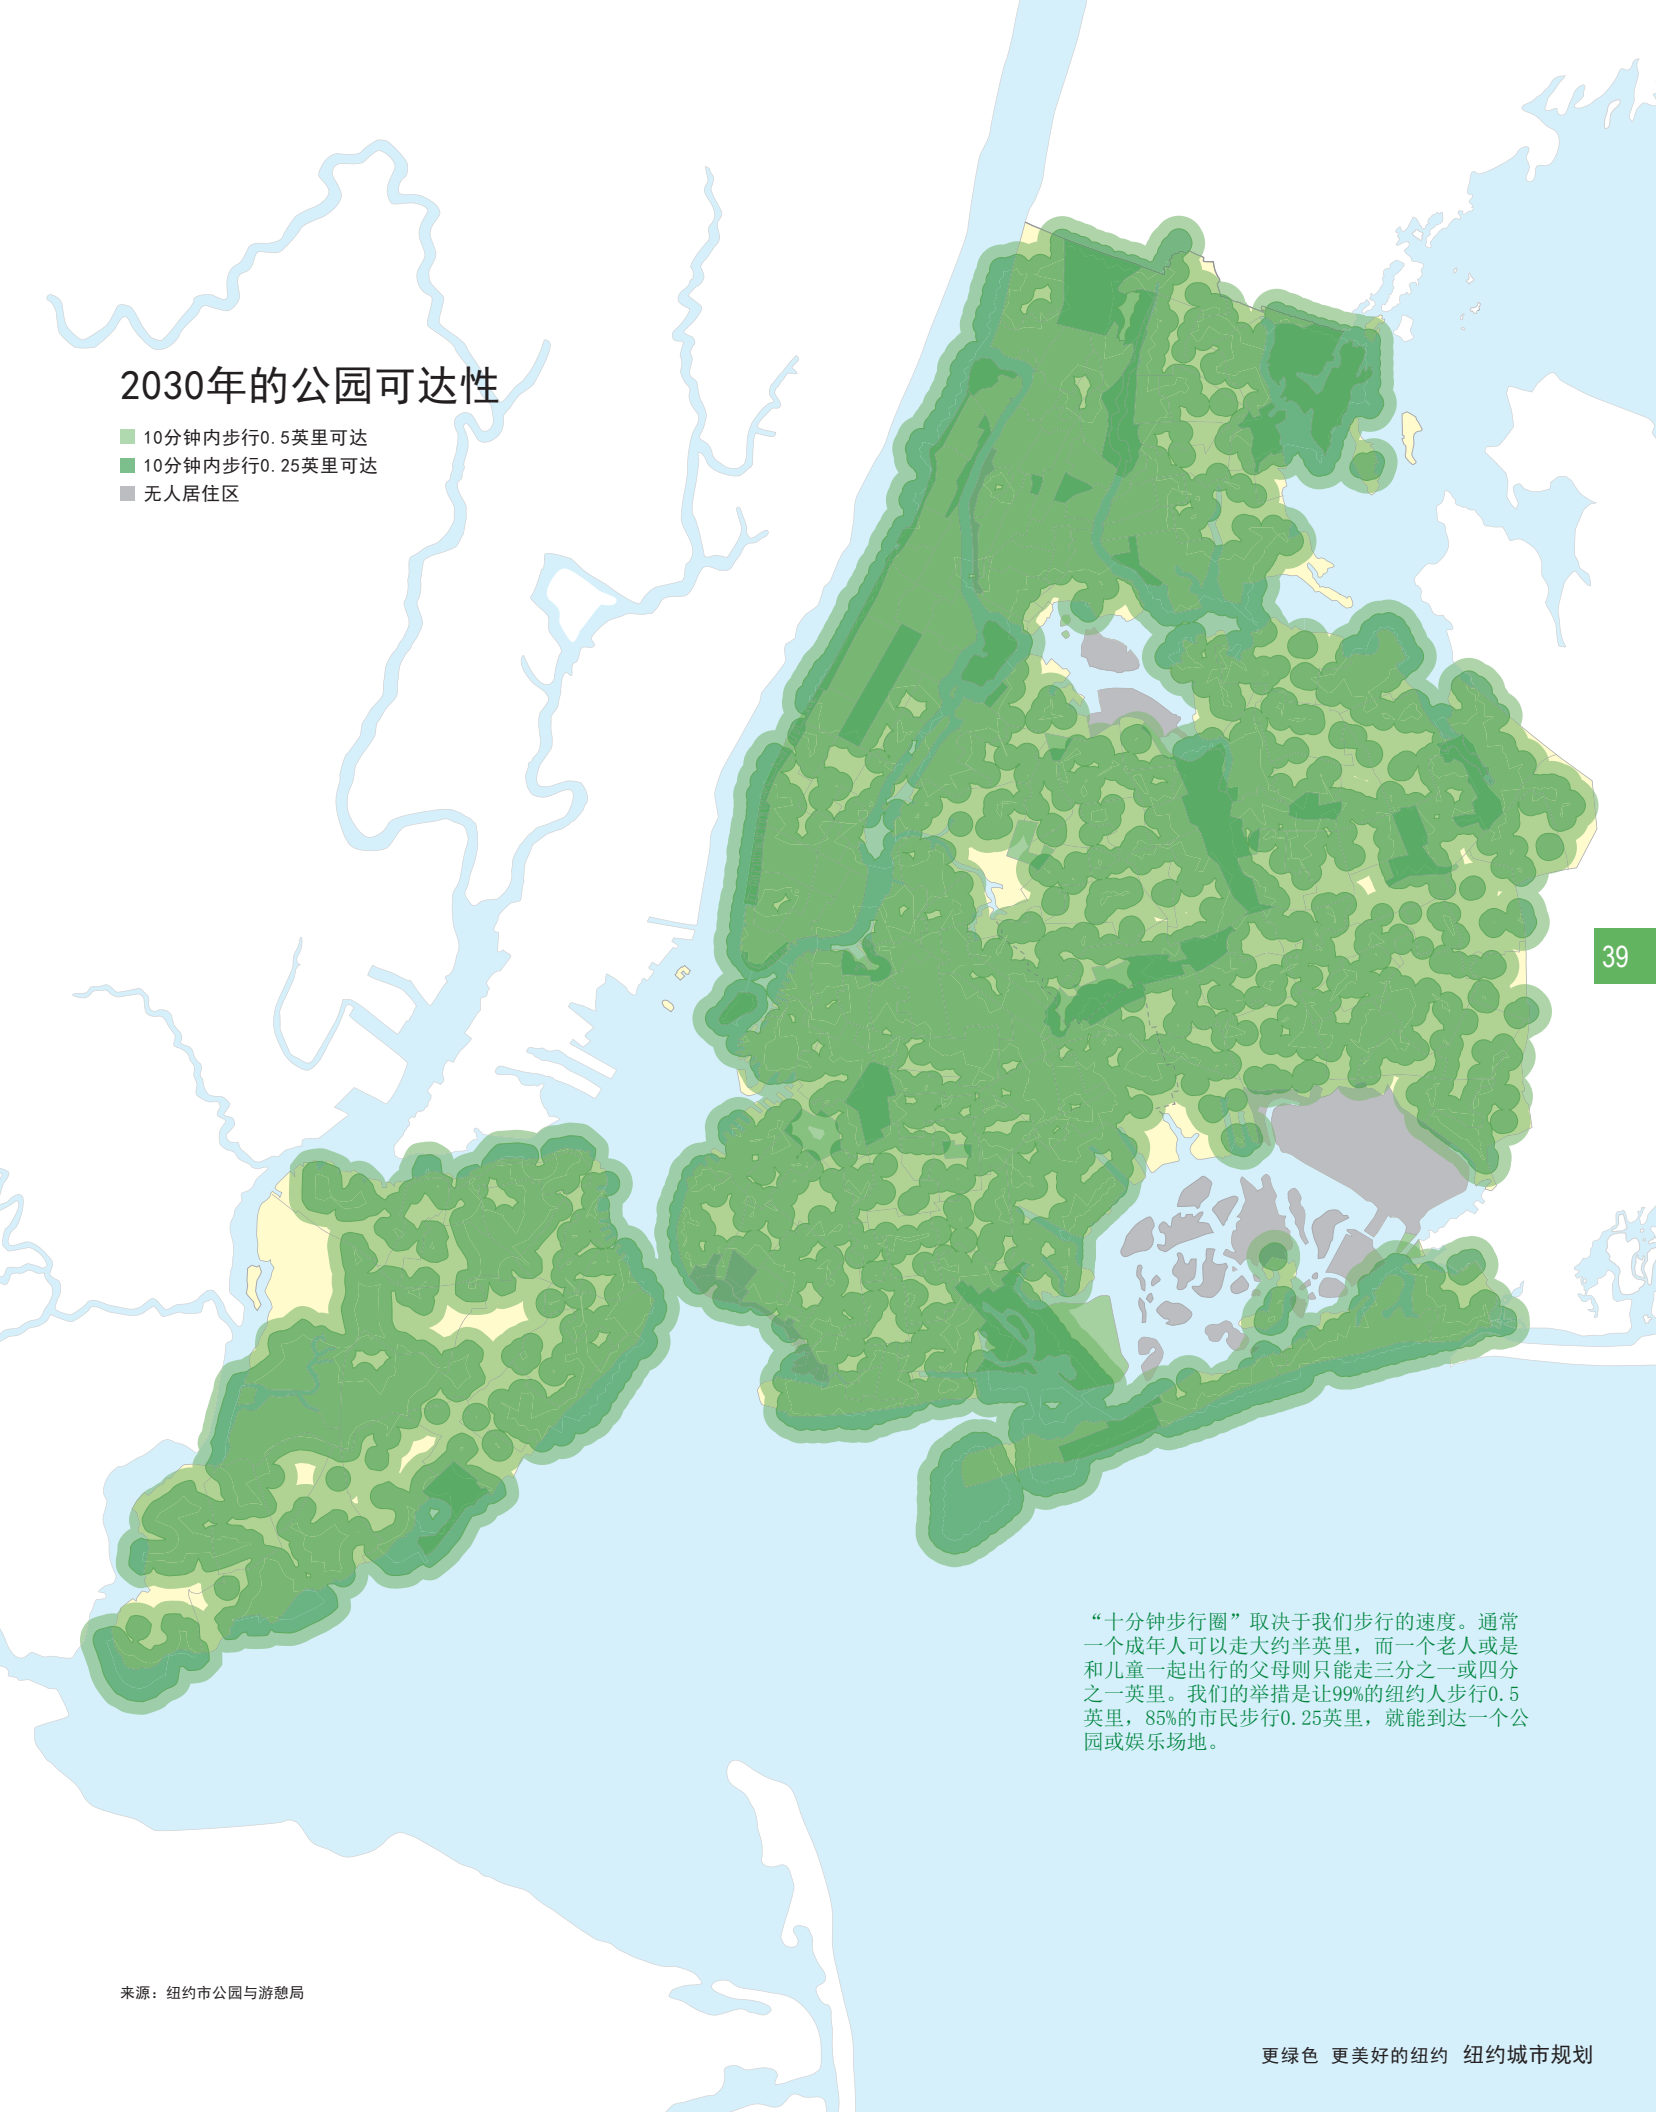 2030年的公园可达性
10分钟内步行0.5英里可达
10分钟内步行0.25英里可达
无人居住区
39
“十分钟步行圈”取决于我们步行的速度。通常
一个成年人可以走大约半英里，而一个老人或是
和儿童一起出行的父母则只能走三分之一或四分
之一英里。我们的举措是让99%的纽约人步行0.5
英里，85%的市民步行0.25英里，就能到达一个公
园或娱乐场地。
来源：纽约市公园与游憩局
更绿色 更美好的纽约 纽约城市规划